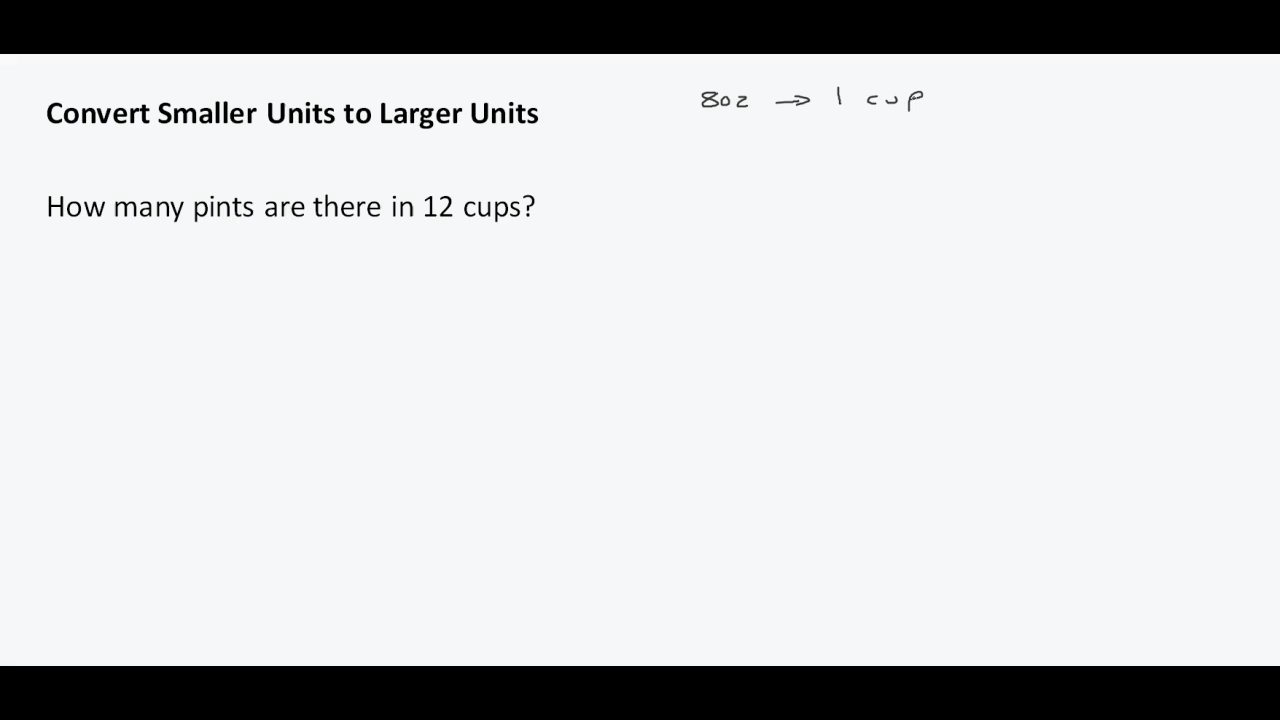 Convert Smaller Units to Larger Units
8oz → 1 cup
How many pints are there in 12 cups?